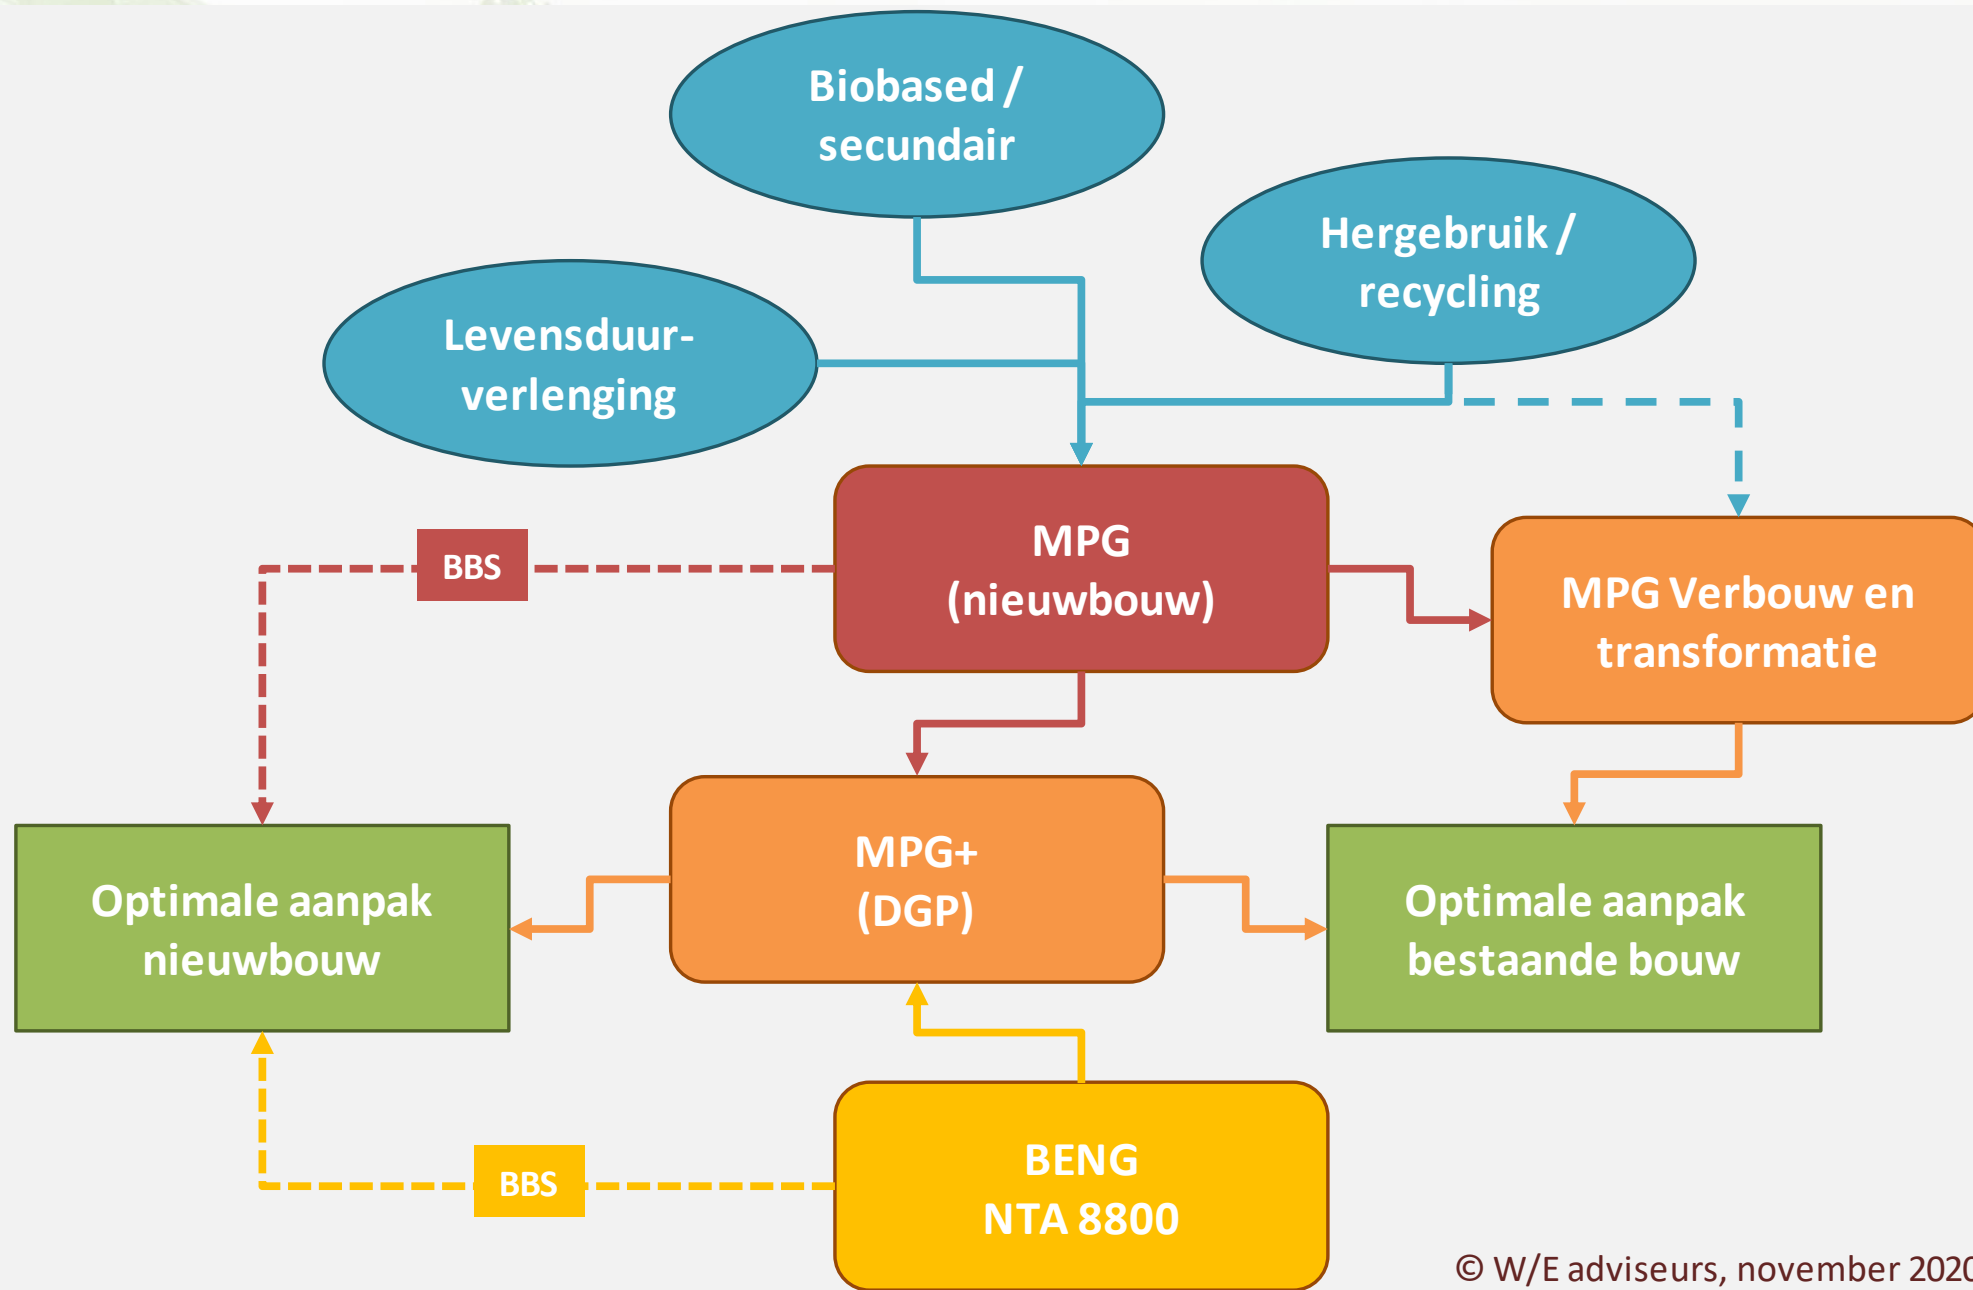 Biobased /
secundair
Hergebruik /
recycling
Levensduur-
verlenging
MPG
(nieuwbouw)
BBS
MPG Verbouw en
transformatie
MPG+
(DGP)
Optimale aanpak
nieuwbouw
Optimale aanpak
bestaande bouw
BENG
NTA 8800
BBS
© W/E adviseurs, november 2020